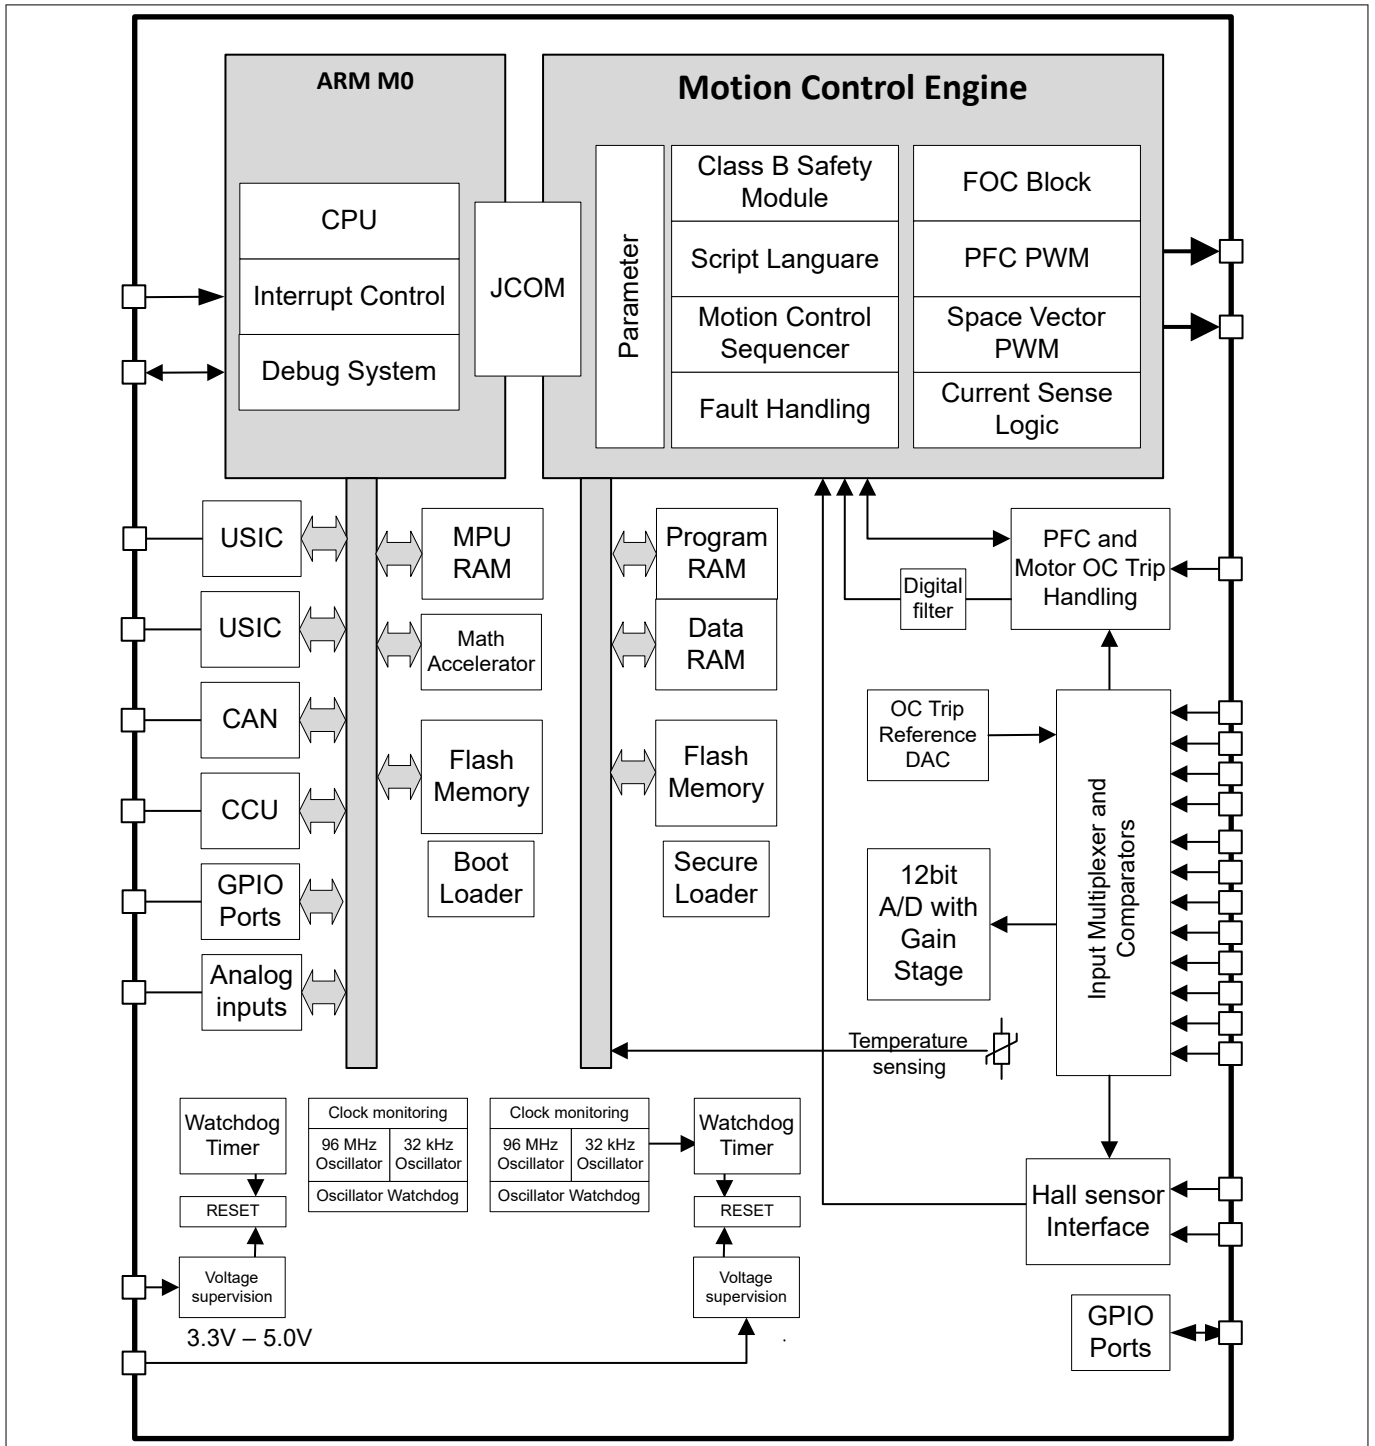 ARM M0
Motion Control Engine
CPU
Interrupt Control
Debug System
JCOM
Parameter
Class B Safety
Module
Script Languare
Motion Control
Sequencer
Fault Handling
FOC Block
PFC PWM
Space Vector
PWM
Current Sense
Logic
USIC
USIC
CAN
CCU
GPIO
Ports
Analog
inputs
MPU
RAM
Math
Accelerator
Flash
Memory
Boot
Loader
Program
RAM
Data
RAM
Flash
Memory
Secure
Loader
PFC and
Motor OC Trip
Handling
Digital
filter
OC Trip
Reference
DAC
12bit
A/D with
Gain
Stage
Input Multiplexer and
Comparators
Temperature
sensing
Watchdog
Timer
RESET
Voltage
supervision
3.3V – 5.0V
Clock monitoring
96 MHz
Oscillator
32 kHz
Oscillator
Oscillator Watchdog
Clock monitoring
96 MHz
Oscillator
32 kHz
Oscillator
Oscillator Watchdog
Watchdog
Timer
RESET
Voltage
supervision
Hall sensor
Interface
GPIO
Ports